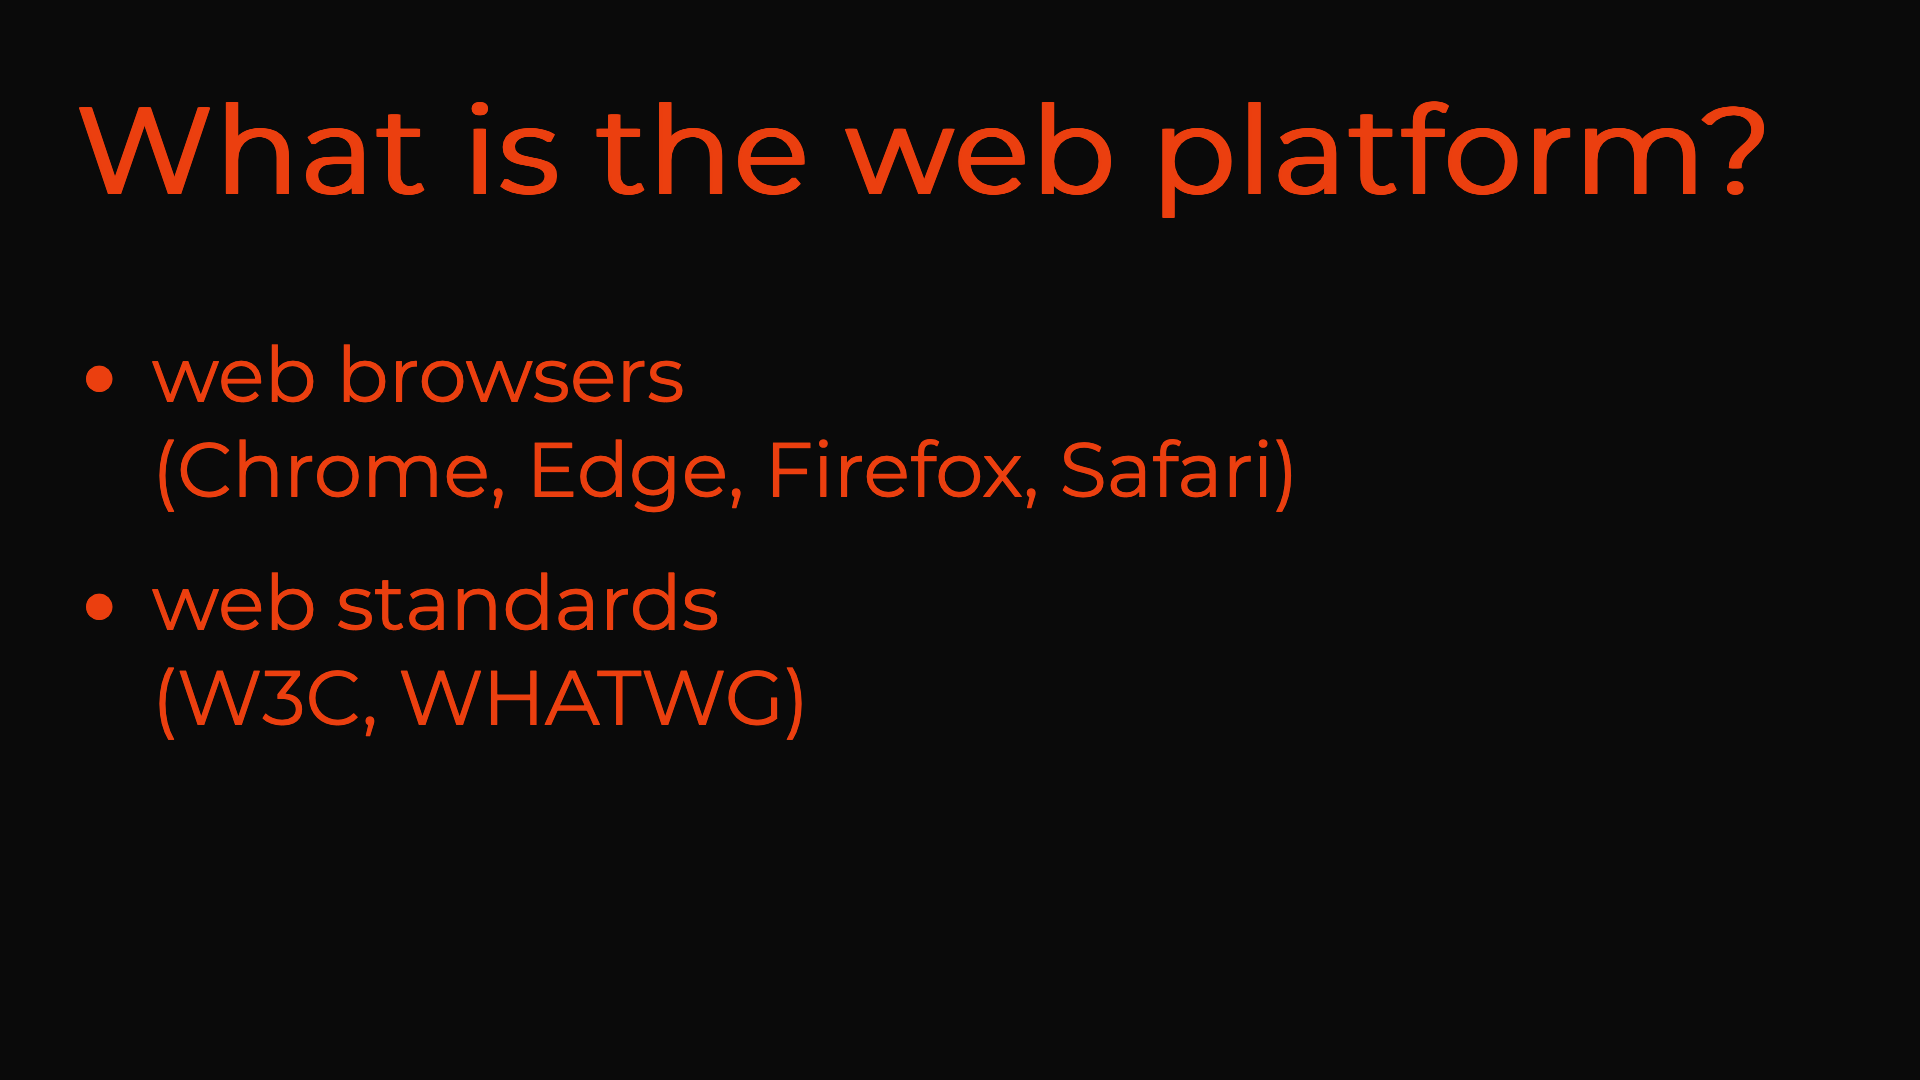 What is the web platform?
• web browsers
(Chrome, Edge, Firefox, Safari)
• web standards
(W3C, WHATWG)